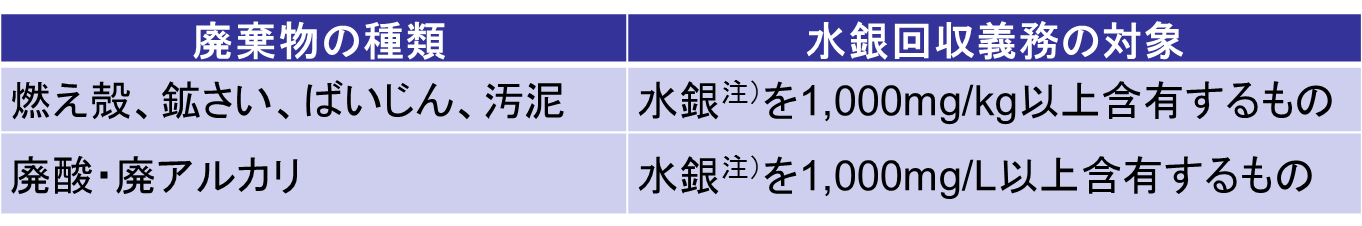 廃棄物の種類 水銀回収義務の対象
燃え殻、鉱さい、ばいじん、汚泥 水銀注)を1,000mg/kg以上含有するもの
廃酸・廃アルカリ 水銀注)を1,000mg/L以上含有するもの